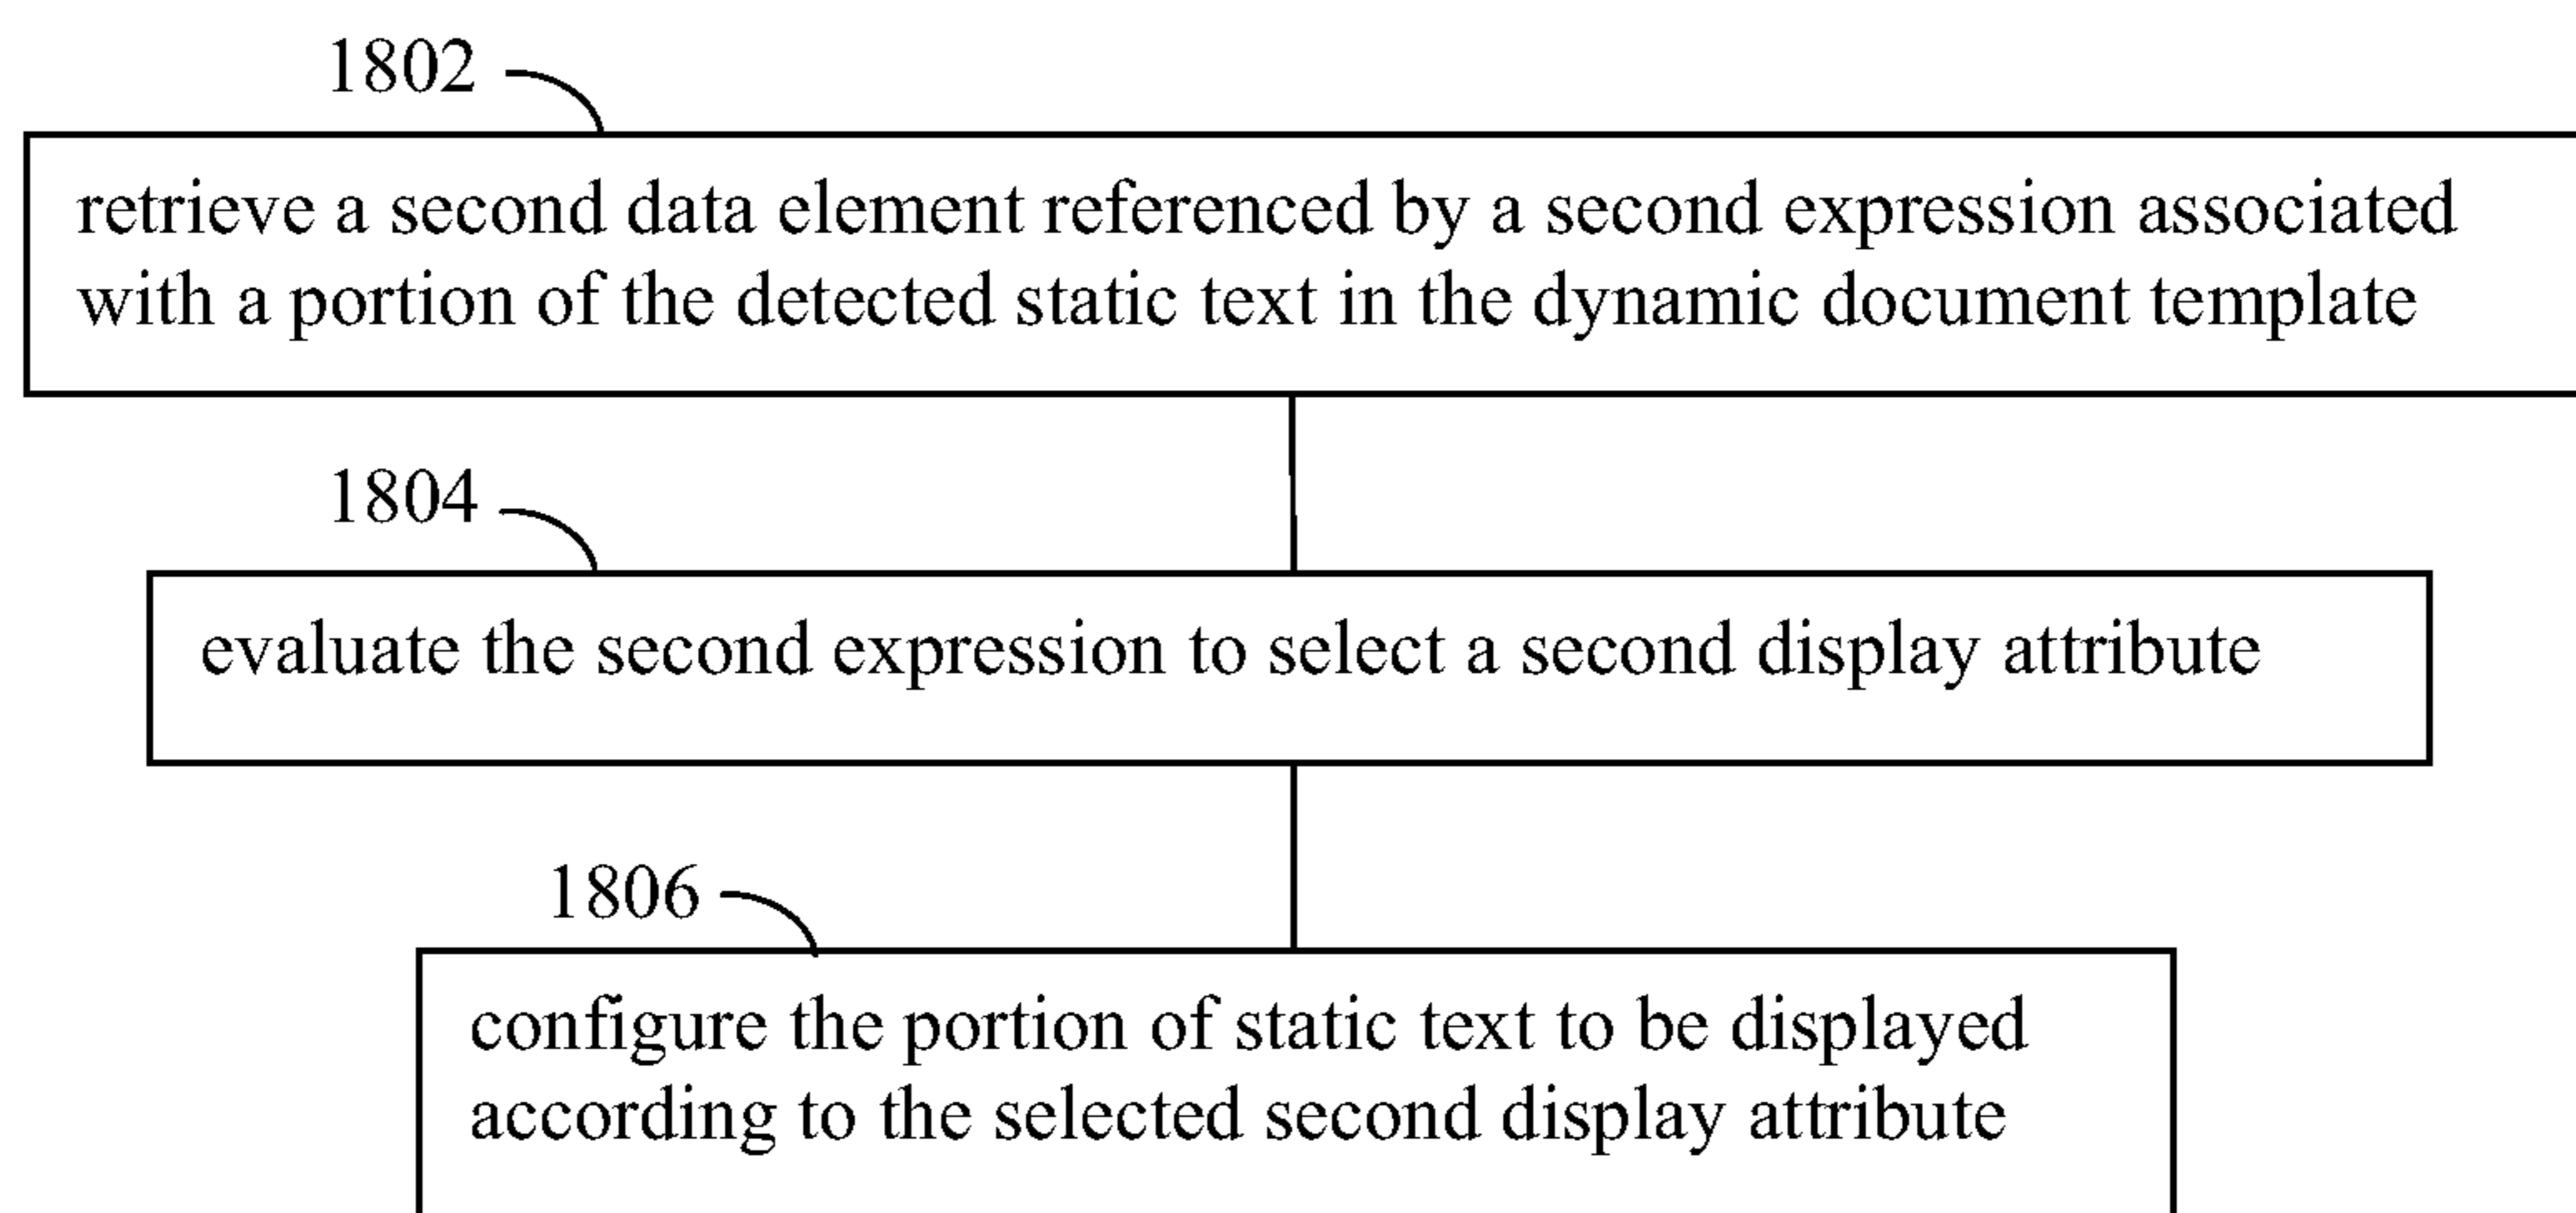 1802
retrieve a second data element referenced by a second expression associated
with a portion of the detected static text in the dynamic document template
1804
evaluate the second expression to select a second display attribute
1806
configure the portion of static text to be displayed
according to the selected second display attribute